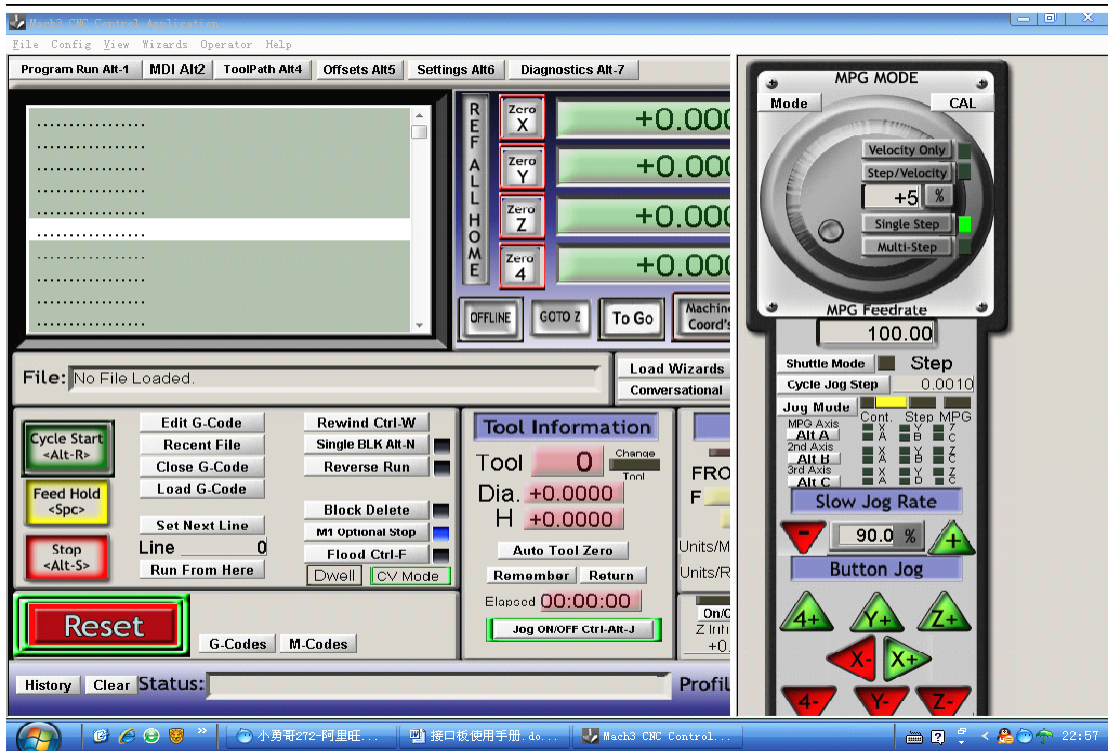 Mach3 CNC Control Application
File Config View Wizards Operator Help
Program Run Alt-1 MDI Alt2 ToolPath Alt4 Offsets Alt5 Settings Alt6 Diagnostics Alt-7
REF ALL HOME
Zero X +0.000
Zero Y +0.000
Zero Z +0.000
Zero 4 +0.000
OFFLINE GOTO Z To Go Machine Coord's
File: No File Loaded.
Load Wizards
Conversational
Cycle Start <Alt-R>
Feed Hold <Spc>
Stop <Alt-S>
Edit G-Code
Recent File
Close G-Code
Load G-Code
Set Next Line
Line 0
Run From Here
Rewind Ctrl-W
Single BLK Alt-N
Reverse Run
Block Delete
M1 Optional Stop
Flood Ctrl-F
Dwell CV Mode
Reset
G-Codes M-Codes
Tool Information
Tool 0 Change Tool
Dia. +0.0000
H +0.0000
Auto Tool Zero
Remember Return
Elapsed 00:00:00
Jog ON/OFF Ctrl-Alt-J
FRO
F
Units/M
Units/R
On/O
Z Inhi
+0.
History Clear Status:
Profil
MPG MODE
Mode CAL
Velocity Only
Step/Velocity
+5 %
Single Step
Multi-Step
MPG Feedrate
100.00
Shuttle Mode Step
Cycle Jog Step 0.0010
Jog Mode Cont. Step MPG
MPG Axis
Alt A X Y Z
A B C
2nd Axis
Alt B X Y Z
A B C
3rd Axis
Alt C X Y Z
A B C
Slow Jog Rate
- 90.0 % +
Button Jog
4+ Y+ Z+
X- X+
4- Y- Z-
小勇哥272-阿里旺... 接口板使用手册.do... Mach3 CNC Control... 22:57